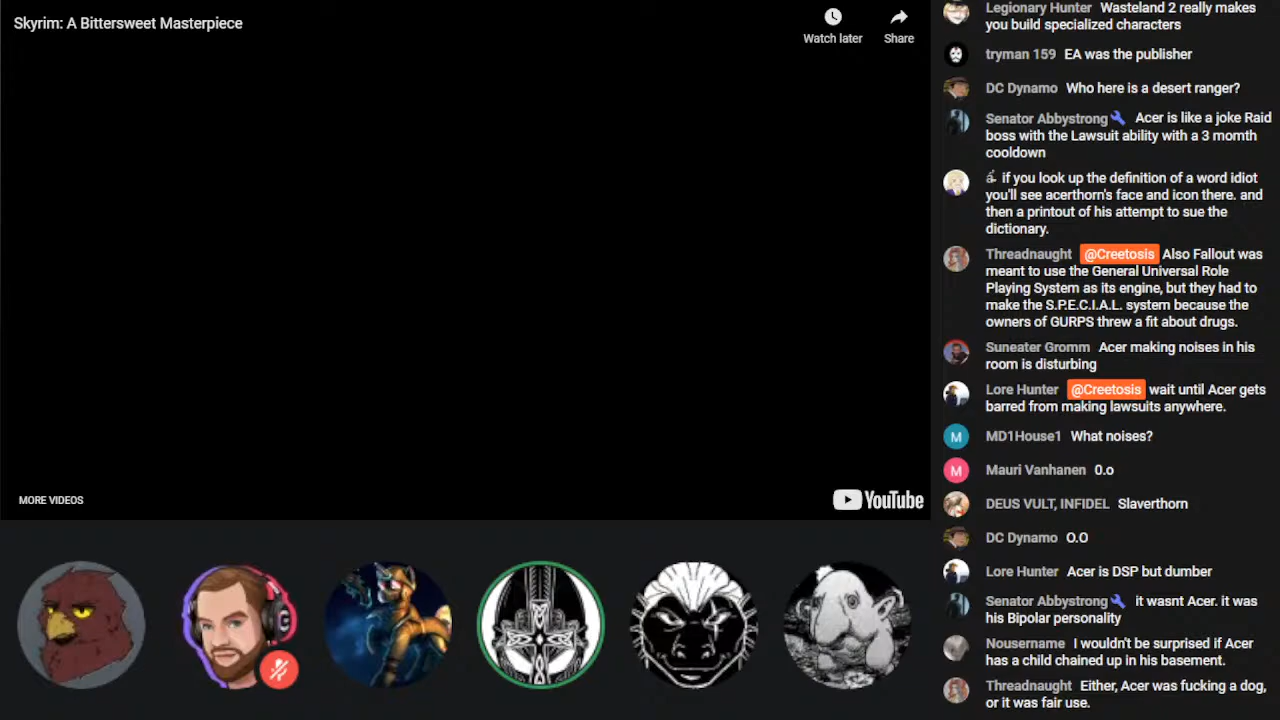 Skyrim: A Bittersweet Masterpiece
Watch later
Share
MORE VIDEOS
YouTube
Legionary Hunter Wasteland 2 really makes
you build specialized characters
tryman 159 EA was the publisher
DC Dynamo Who here is a desert ranger?
Senator Abbystrong Acer is like a joke Raid
boss with the Lawsuit ability with a 3 momth
cooldown
if you look up the definition of a word idiot
you'll see acerthorn's face and icon there. and
then a printout of his attempt to sue the
dictionary.
Threadnaught @Creetosis Also Fallout was
meant to use the General Universal Role
Playing System as its engine, but they had to
make the S.P.E.C.I.A.L. system because the
owners of GURPS threw a fit about drugs.
Suneater Gromm Acer making noises in his
room is disturbing
Lore Hunter @Creetosis wait until Acer gets
barred from making lawsuits anywhere.
M
MD1House1 What noises?
M
Mauri Vanhanen 0.o
DEUS VULT, INFIDEL Slaverthorn
DC Dynamo O.O
Lore Hunter Acer is DSP but dumber
Senator Abbystrong it wasnt Acer. it was
his Bipolar personality
Nousername I wouldn't be surprised if Acer
has a child chained up in his basement.
Threadnaught Either, Acer was fucking a dog,
or it was fair use.